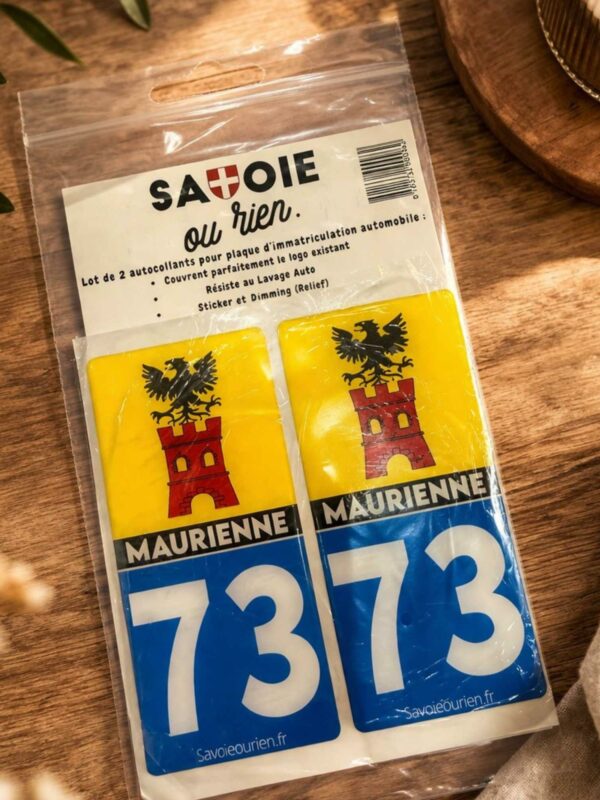 SAVOIE
ou rien.
Lot de 2 autocollants pour plaque d'immatriculation automobile :
• Couvrent parfaitement le logo existant
• Résiste au Lavage Auto
• Sticker et Dimming (Relief)
MAURIENNE
73
Savoieourien.fr
MAURIENNE
73
Savoieourien.fr